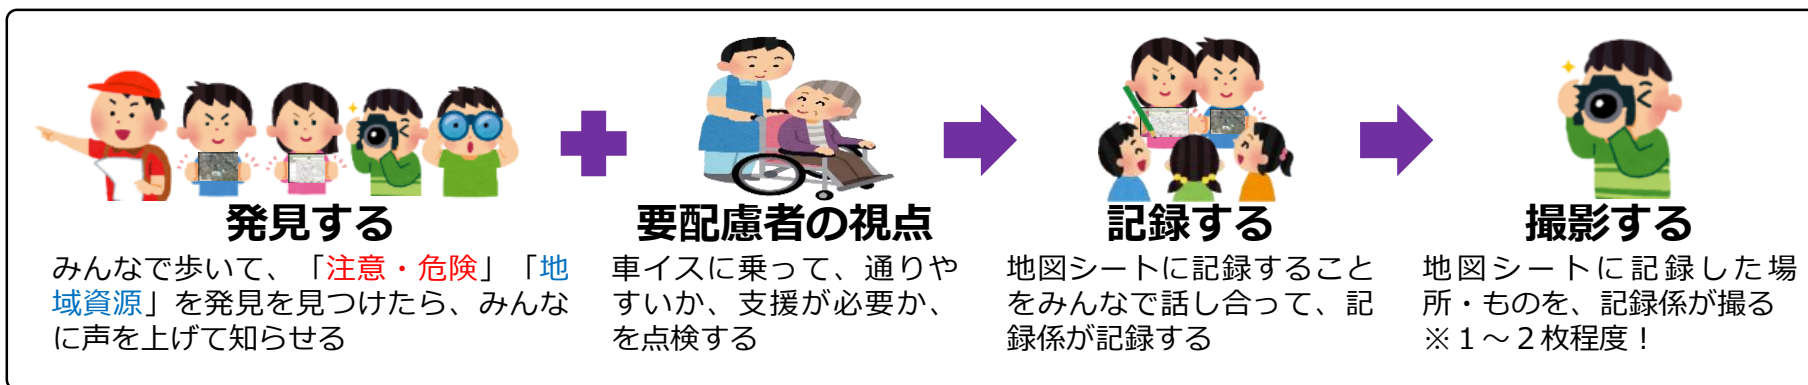 発見する
みんなで歩いて、「注意・危険」「地
域資源」を発見を見つけたら、みんな
に声を上げて知らせる
要配慮者の視点
車イスに乗って、通りや
すいか、支援が必要か、
を点検する
記録する
地図シートに記録すること
をみんなで話し合って、記
録係が記録する
撮影する
地図シートに記録した場
所・ものを、記録係が撮る
※１～２枚程度！